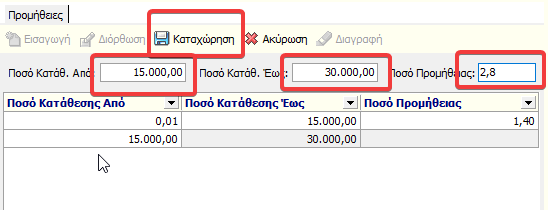 Προμήθειες
Εισαγωγή Διόρθωση Καταχώρηση Ακύρωση Διαγραφή
Ποσό Κατάθ. Από: 15.000,00 Ποσό Κατάθ. Έως: 30.000,00 Ποσό Προμήθειας: 2,8
Ποσό Κατάθεσης Από Ποσό Κατάθεσης Έως Ποσό Προμήθειας
0,01 15.000,00 1,40
15.000,00 30.000,00